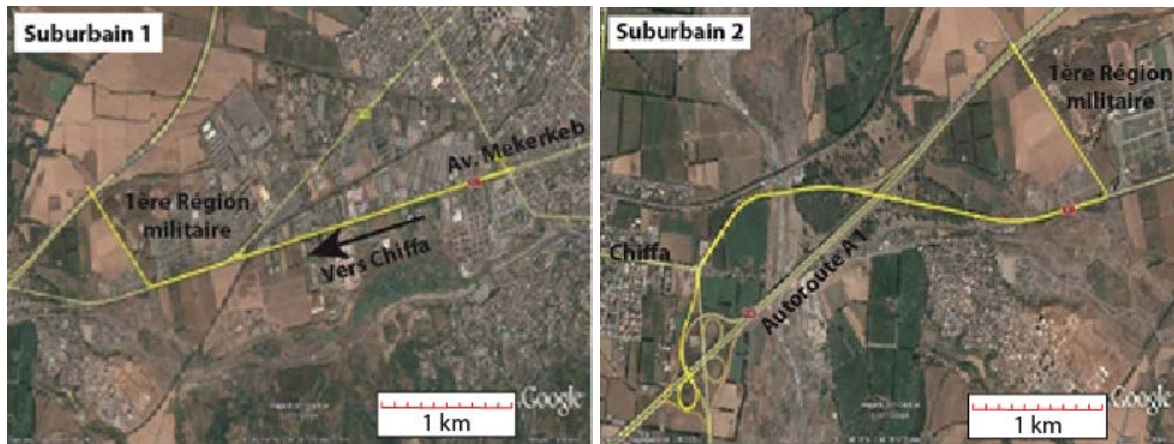 Suburbain 1
Av. Mekerkeb
1ère Région
militaire
Vers Chiffa
Google
1 km
Suburbain 2
1ère Région
militaire
Chiffa
Autoroute A1
Google
1 km